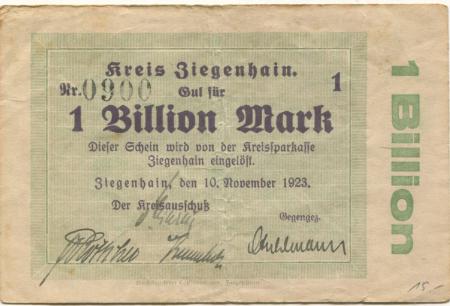 Kreis Ziegenhain.
Nr. 0900 Gut für 1
1 Billion Mark
Dieser Schein wird von der Kreissparkasse
Ziegenhain eingelöst.
Ziegenhain, den 10. November 1923.
Der Kreisausschuß
Gegengez.
1 Billion
15.-